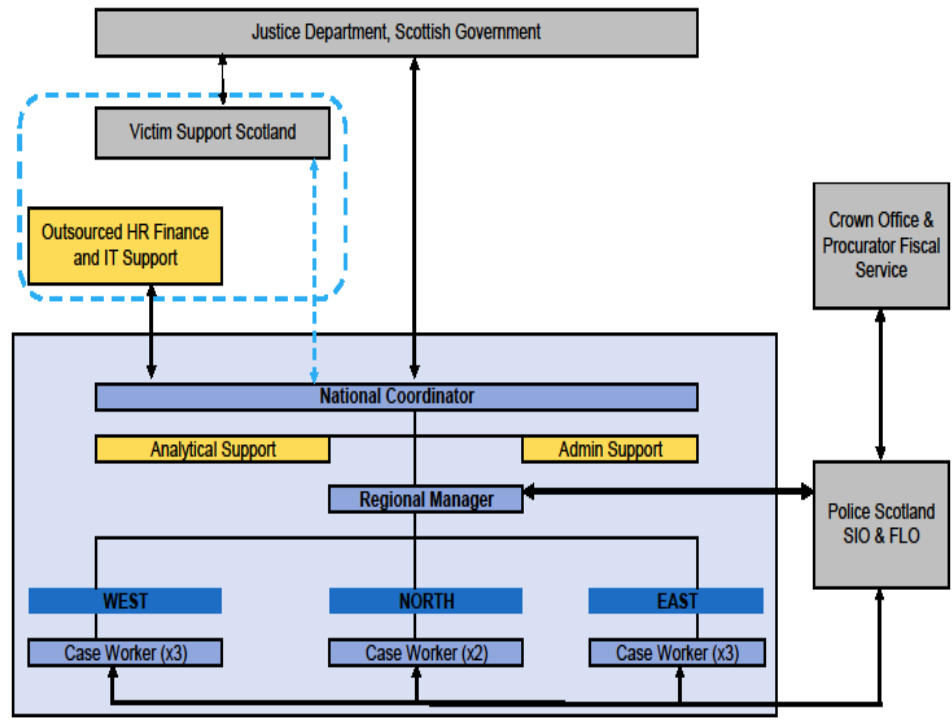 Justice Department, Scottish Government
Victim Support Scotland
Outsourced HR Finance
and IT Support
Crown Office &
Procurator Fiscal
Service
National Coordinator
Analytical Support
Admin Support
Regional Manager
Police Scotland
SIO & FLO
WEST
NORTH
EAST
Case Worker (x3)
Case Worker (x2)
Case Worker (x3)